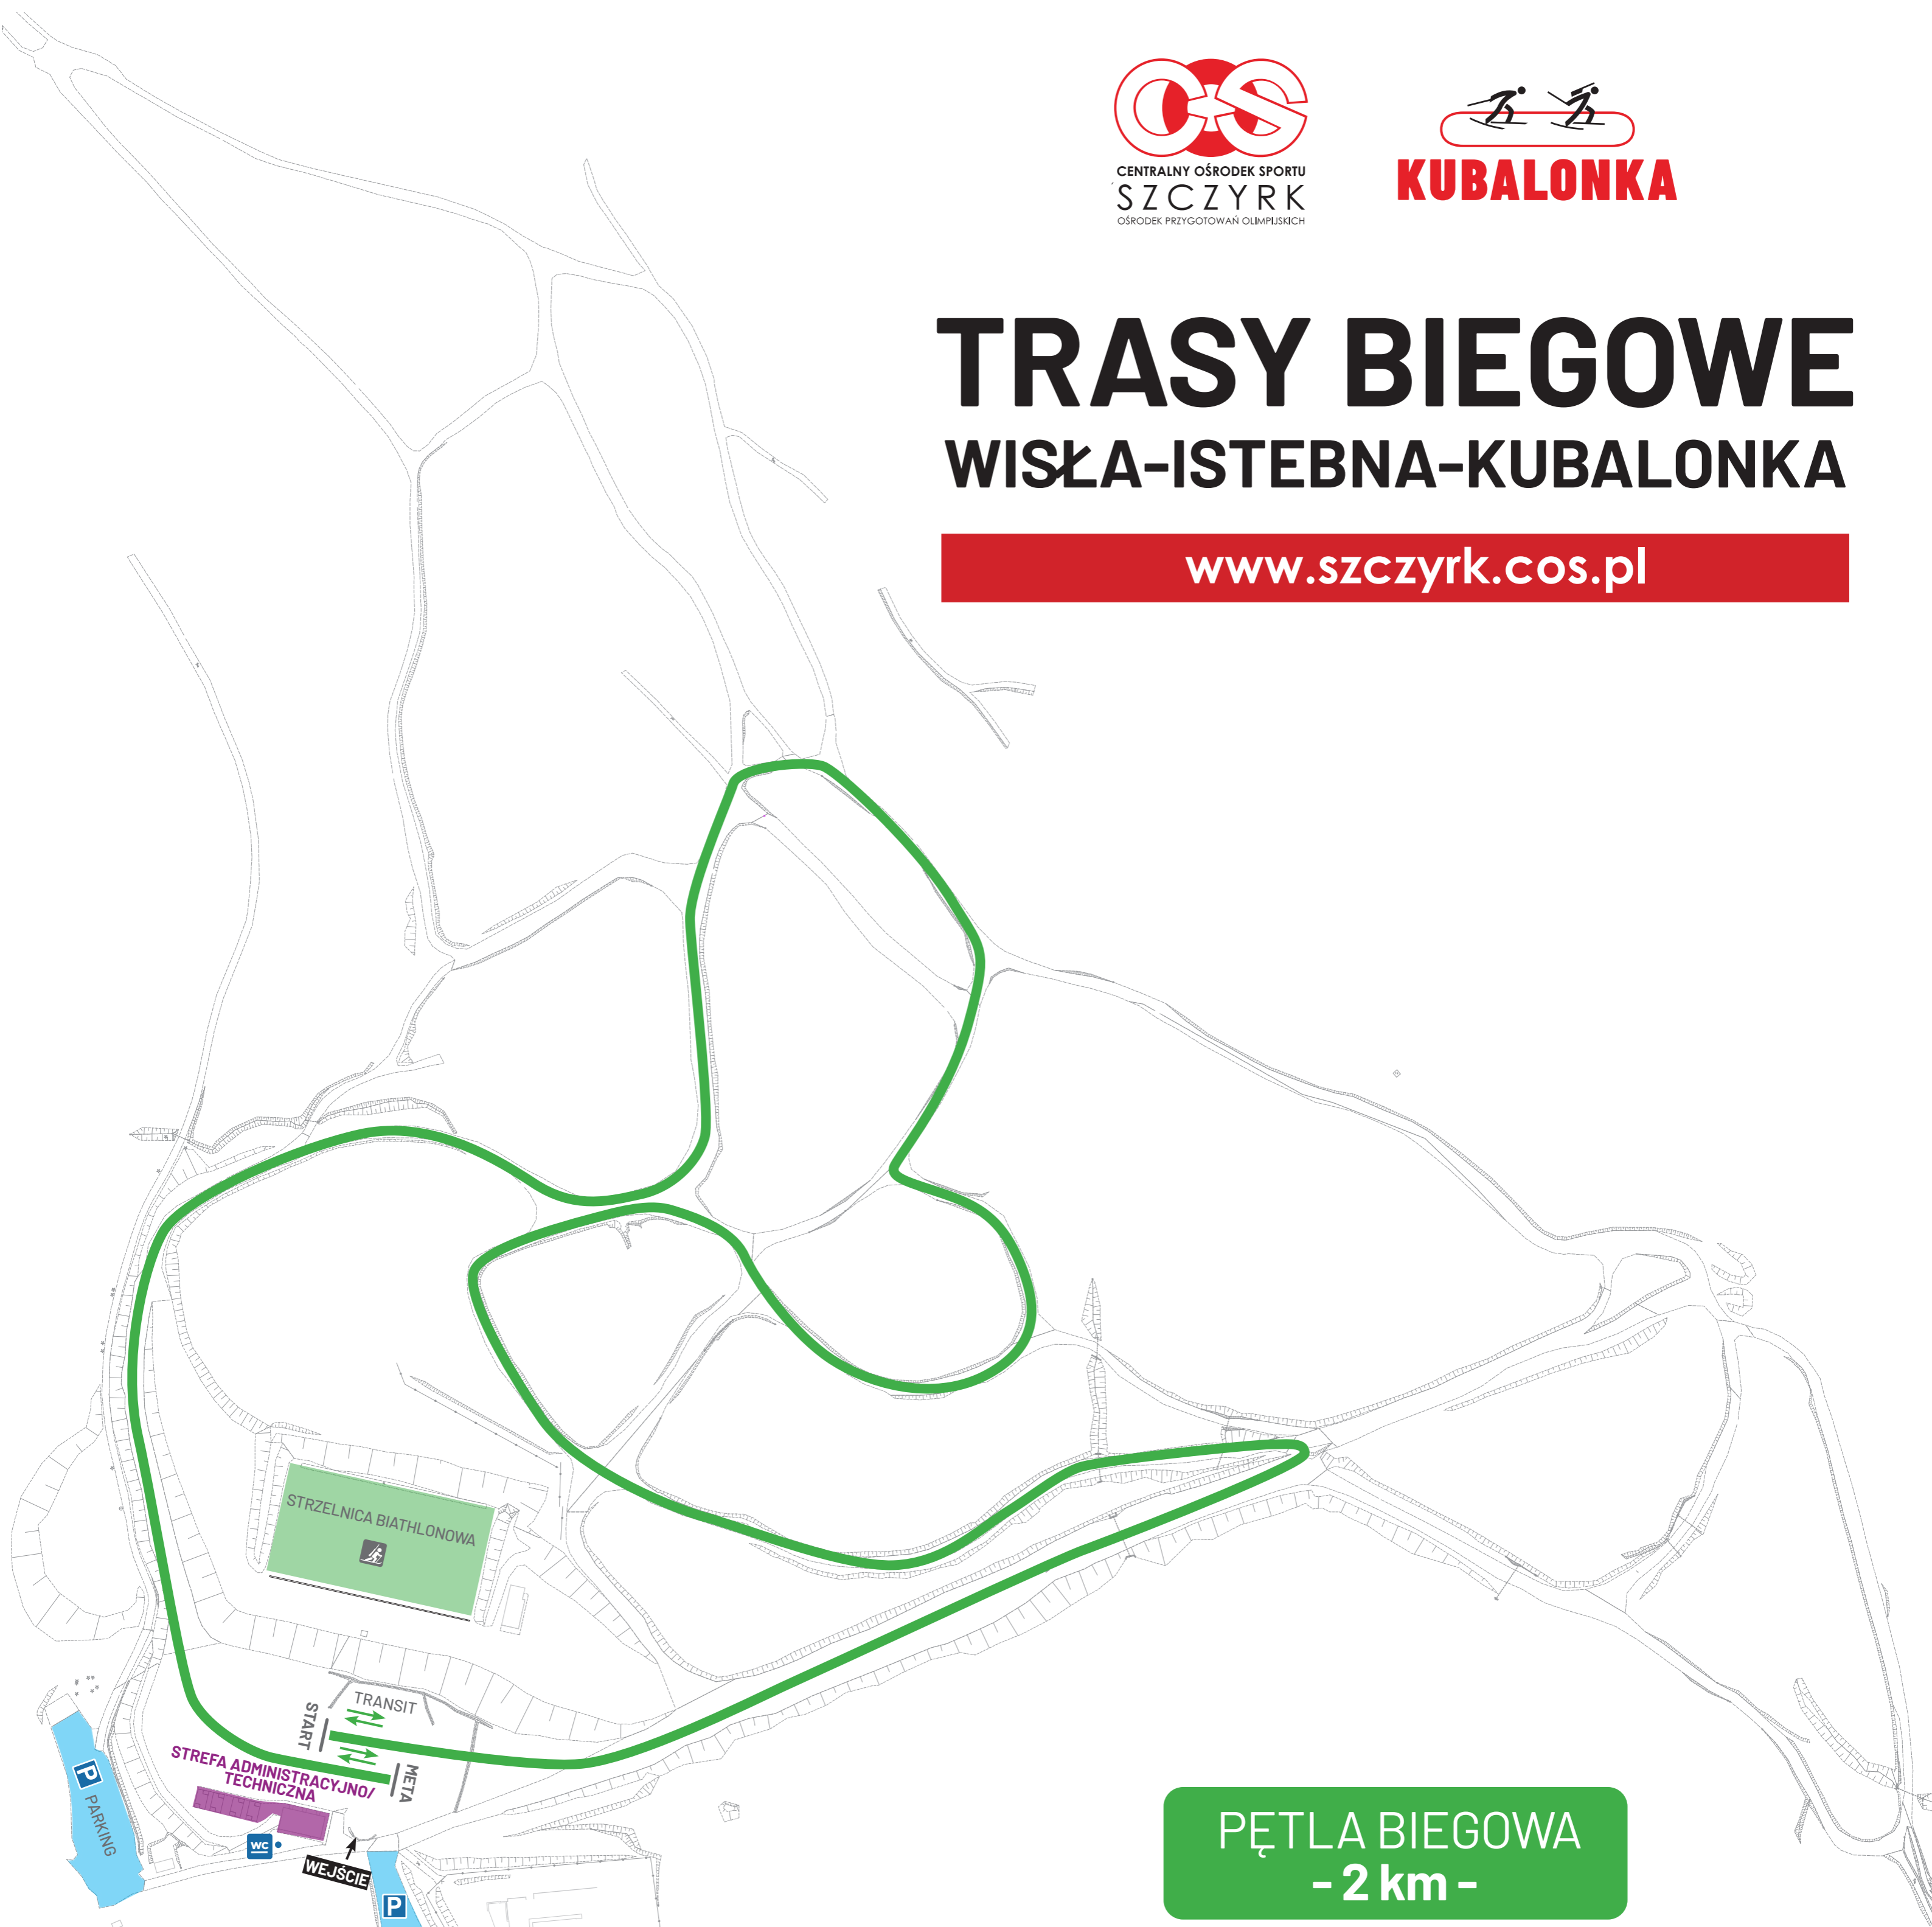 COS
CENTRALNY OŚRODEK SPORTU
SZCZYRK
OŚRODEK PRZYGOTOWAŃ OLIMPIJSKICH
KUBALONKA
TRASY BIEGOWE
WISŁA-ISTEBNA-KUBALONKA
www.szczyrk.cos.pl
STRZELNICA BIATHLONOWA
TRANSIT
START
META
STREFA ADMINISTRACYJNO/
TECHNICZNA
P
PARKING
WC
WEJŚCIE
P
PĘTLA BIEGOWA
- 2 km -